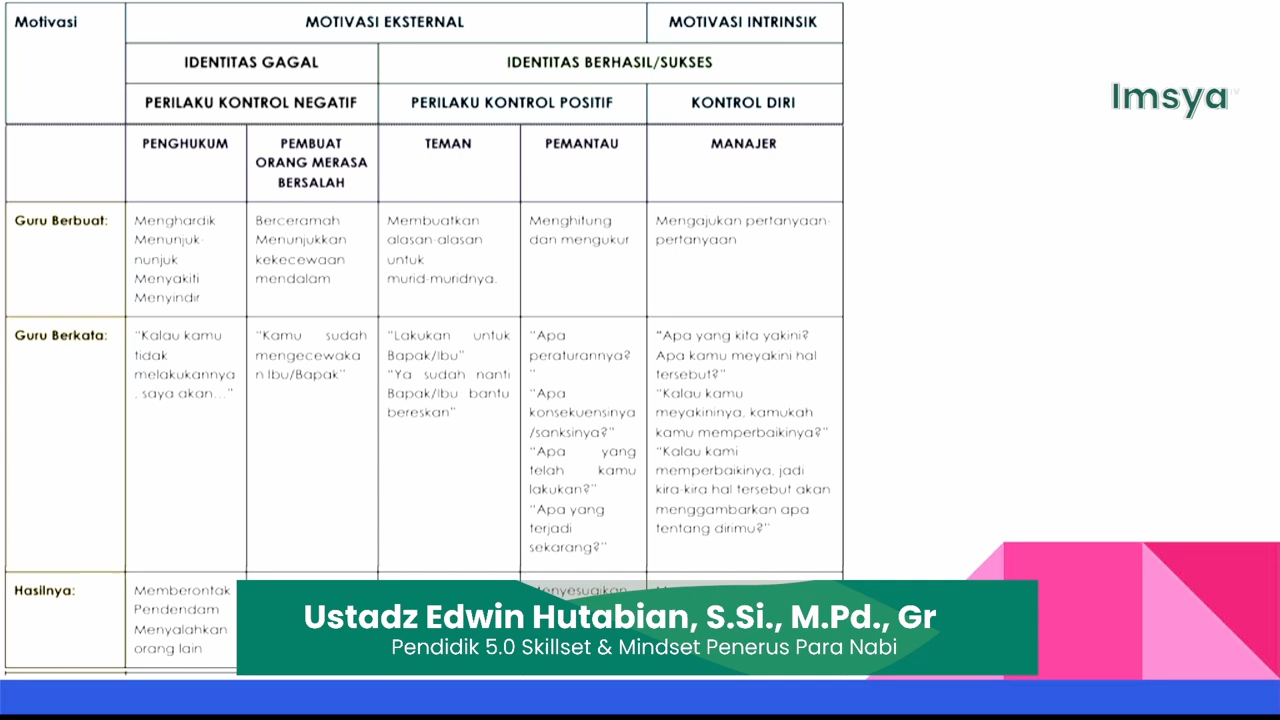 Motivasi
MOTIVASI EKSTERNAL
MOTIVASI INTRINSIK
IDENTITAS GAGAL
IDENTITAS BERHASIL/SUKSES
PERILAKU KONTROL NEGATIF
PERILAKU KONTROL POSITIF
KONTROL DIRI
PENGHUKUM
PEMBUAT
ORANG MERASA
BERSALAH
TEMAN
PEMANTAU
MANAJER
Guru Berbuat:
Menghardik
Menunjuk-
nunjuk
Menyakiti
Menyindir
Berceramah
Menunjukkan
kekecewaan
mendalam
Membuatkan
alasan-alasan
untuk
murid-muridnya.
Menghitung
dan mengukur
Mengajukan pertanyaan-
pertanyaan
Guru Berkata:
"Kalau kamu
tidak
melakukannya
, saya akan..."
"Kamu sudah
mengecewaka
n Ibu/Bapak"
"Lakukan untuk
Bapak/Ibu"
"Ya sudah nanti
Bapak/Ibu bantu
bereskan"
"Apa
peraturannya?
"
"Apa
konsekuensinya
/sanksinya?"
"Apa yang
telah kamu
lakukan?"
"Apa yang
terjadi
sekarang?"
"Apa yang kita yakini?
Apa kamu meyakini hal
tersebut?"
"Kalau kamu
meyakininya, kamukah
kamu memperbaikinya?"
"Kalau kami
memperbaikinya, jadi
kira-kira hal tersebut akan
menggambarkan apa
tentang dirimu?"
Hasilnya:
Memberontak
Pendendam
Menyalahkan
orang lain
Imsya
Ustadz Edwin Hutabian, S.Si., M.Pd., Gr
Pendidik 5.0 Skillset & Mindset Penerus Para Nabi